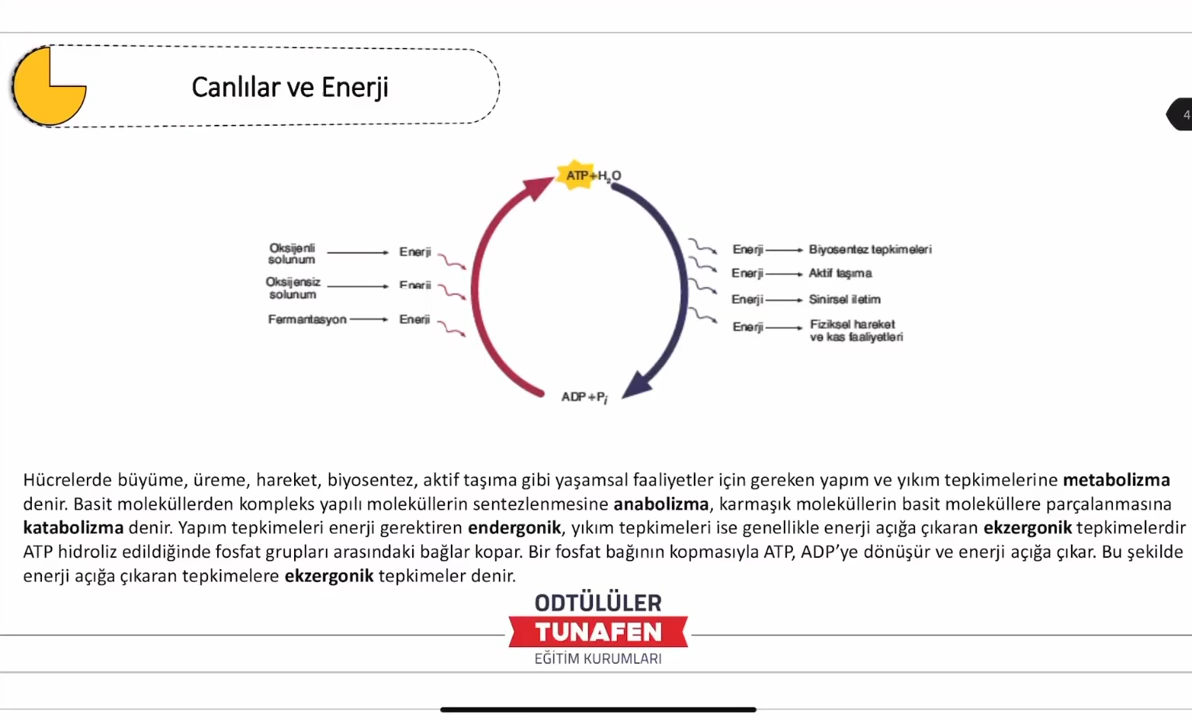 Canlılar ve Enerji
4
ATP+H₂O
Oksijenli
solunum
Enerji
Oksijensiz
solunum
Enerji
Fermantasyon
Enerji
Enerji
Biyosentez tepkimeleri
Enerji
Aktif taşıma
Enerji
Sinirsel iletim
Enerji
Fiziksel hareket
ve kas faaliyetleri
ADP+Pi
Hücrelerde büyüme, üreme, hareket, biyosentez, aktif taşıma gibi yaşamsal faaliyetler için gereken yapım ve yıkım tepkimelerine metabolizma
denir. Basit moleküllerden kompleks yapılı moleküllerin sentezlenmesine anabolizma, karmaşık moleküllerin basit moleküllere parçalanmasına
katabolizma denir. Yapım tepkimeleri enerji gerektiren endergonik, yıkım tepkimeleri ise genellikle enerji açığa çıkaran ekzergonik tepkimelerdir
ATP hidroliz edildiğinde fosfat grupları arasındaki bağlar kopar. Bir fosfat bağının kopmasıyla ATP, ADP’ye dönüşür ve enerji açığa çıkar. Bu şekilde
enerji açığa çıkaran tepkimelere ekzergonik tepkimeler denir.
ODTÜLÜLER
TUNAFEN
EĞİTİM KURUMLARI